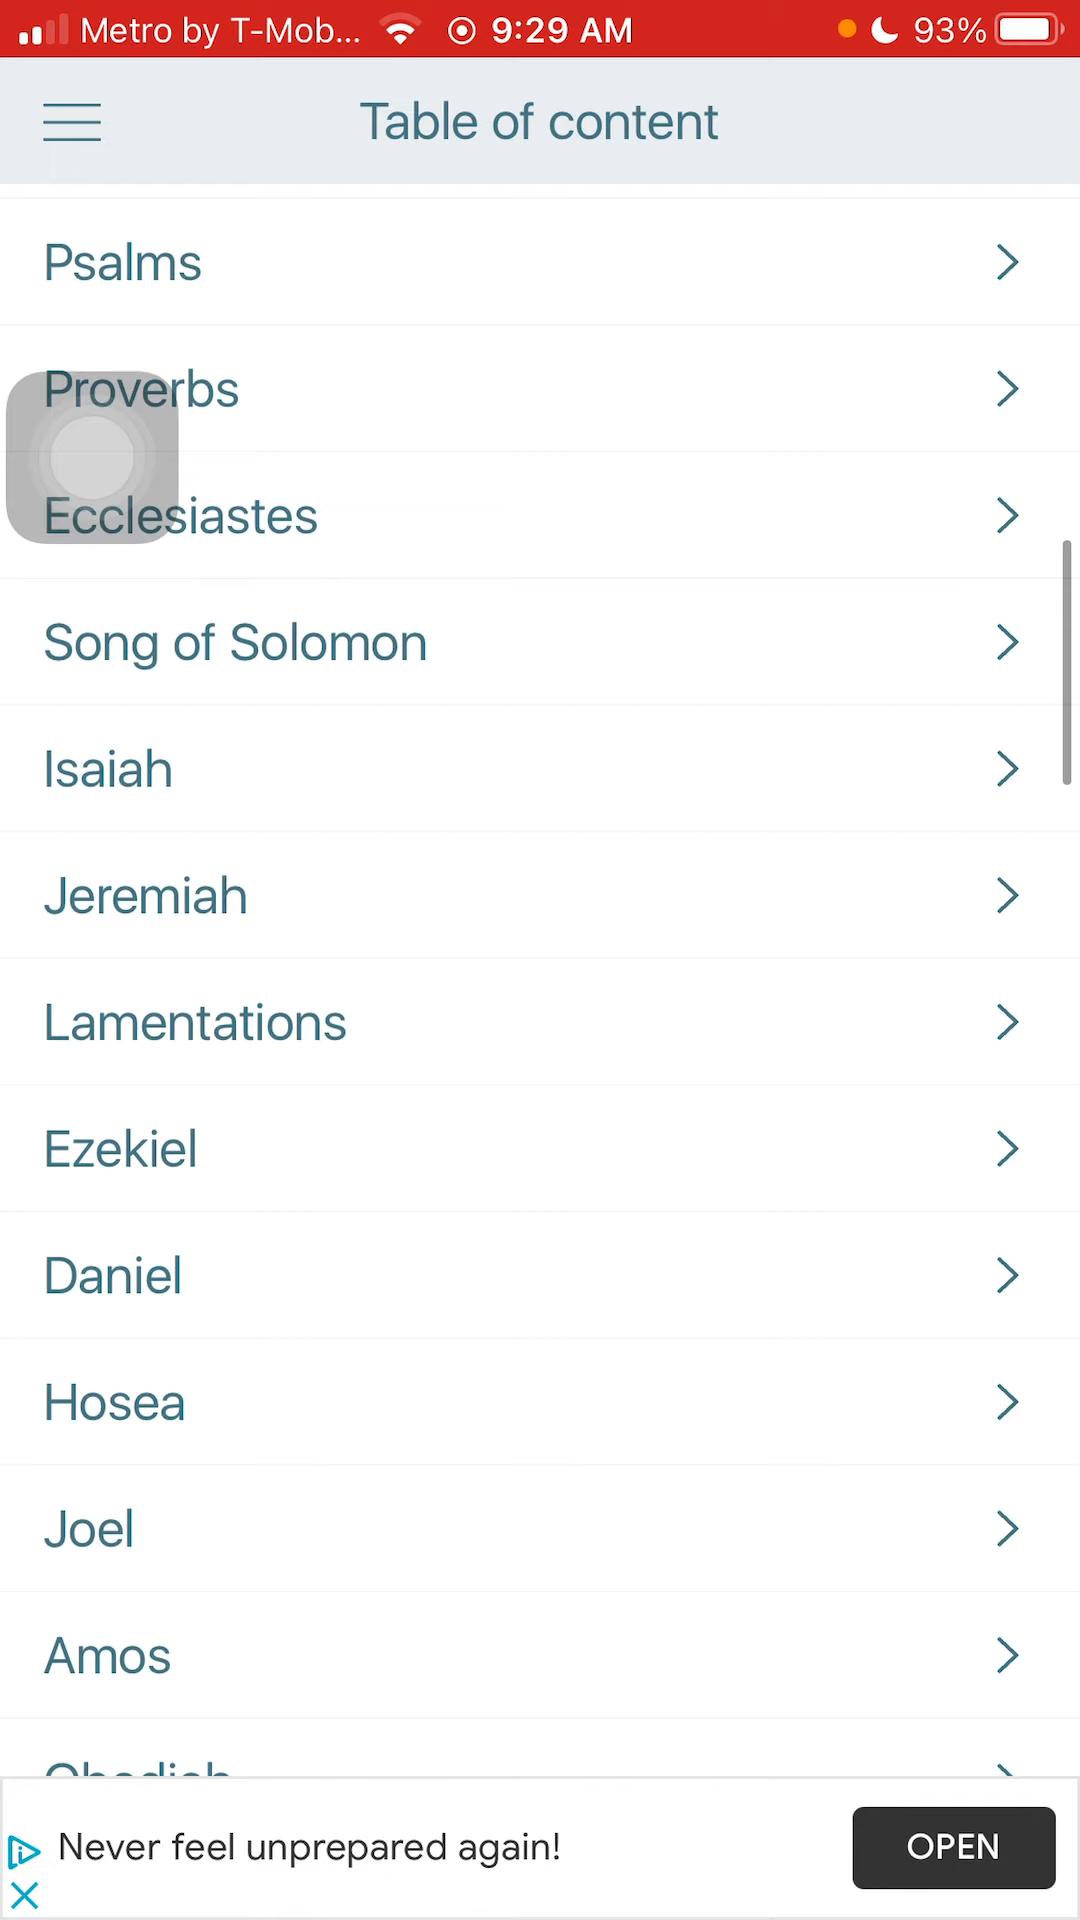 Metro by T-Mob... 9:29 AM 93%
Table of content
Psalms
Proverbs
Ecclesiastes
Song of Solomon
Isaiah
Jeremiah
Lamentations
Ezekiel
Daniel
Hosea
Joel
Amos
Obadiah
Never feel unprepared again!
OPEN